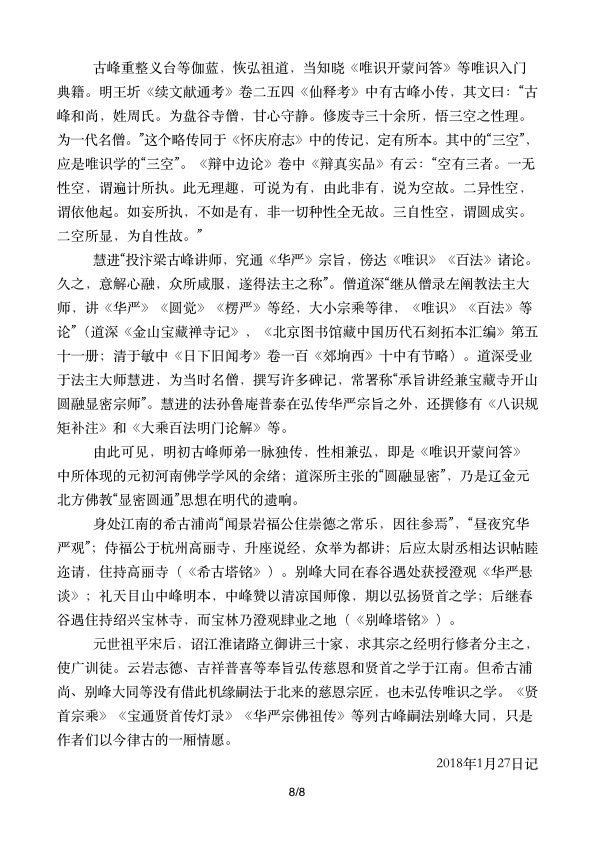 古峰重整义台等伽蓝，恢弘祖道，当知晓《唯识开蒙问答》等唯识入门
典籍。明王圻《续文献通考》卷二五四《仙释考》中有古峰小传，其文曰：“古
峰和尚，姓周氏。为盘谷寺僧，甘心守静。修废寺三十余所，悟三空之性理。
为一代名僧。”这个略传同于《怀庆府志》中的传记，定有所本。其中的“三空”，
应是唯识学的“三空”。《辩中边论》卷中《辩真实品》有云：“空有三者。一无
性空，谓遍计所执。此无理趣，可说为有，由此非有，说为空故。二异性空，
谓依他起。如妄所执，不如是有，非一切种性全无故。三自性空，谓圆成实。
二空所显，为自性故。”
慧进“投汴梁古峰讲师，究通《华严》宗旨，傍达《唯识》《百法》诸论。
久之，意解心融，众所咸服，遂得法主之称”。僧道深“继从僧录左阐教法主大
师，讲《华严》《圆觉》《楞严》等经，大小宗乘等律，《唯识》《百法》等
论”（道深《金山宝藏禅寺记》，《北京图书馆藏中国历代石刻拓本汇编》第五
十一册；清于敏中《日下旧闻考》卷一百《郊坰西》十中有节略）。道深受业
于法主大师慧进，为当时名僧，撰写许多碑记，常署称“承旨讲经兼宝藏寺开山
圆融显密宗师”。慧进的法孙鲁庵普泰在弘传华严宗旨之外，还撰修有《八识规
矩补注》和《大乘百法明门论解》等。
由此可见，明初古峰师弟一脉独传，性相兼弘，即是《唯识开蒙问答》
中所体现的元初河南佛学学风的余绪；道深所主张的“圆融显密”，乃是辽金元
北方佛教“显密圆通”思想在明代的遗响。
身处江南的希古浦尚“闻景岩福公住崇德之常乐，因往参焉”，“昼夜究华
严观”；侍福公于杭州高丽寺，升座说经，众举为都讲；后应太尉丞相达识帖睦
迩请，住持高丽寺（《希古塔铭》）。别峰大同在春谷遇处获授澄观《华严悬
谈》；礼天目山中峰明本，中峰赞以清凉国师像，期以弘扬贤首之学；后继春
谷遇住持绍兴宝林寺，而宝林乃澄观肆业之地（《别峰塔铭》）。
元世祖平宋后，诏江淮诸路立御讲三十家，求其宗之经明行修者分主之，
使广训徒。云岩志德、吉祥普喜等奉旨弘传慈恩和贤首之学于江南。但希古浦
尚、别峰大同等没有借此机缘嗣法于北来的慈恩宗匠，也未弘传唯识之学。《贤
首宗乘》《宝通贤首传灯录》《华严宗佛祖传》等列古峰嗣法别峰大同，只是
作者们以今律古的一厢情愿。
2018年1月27日记
8/8